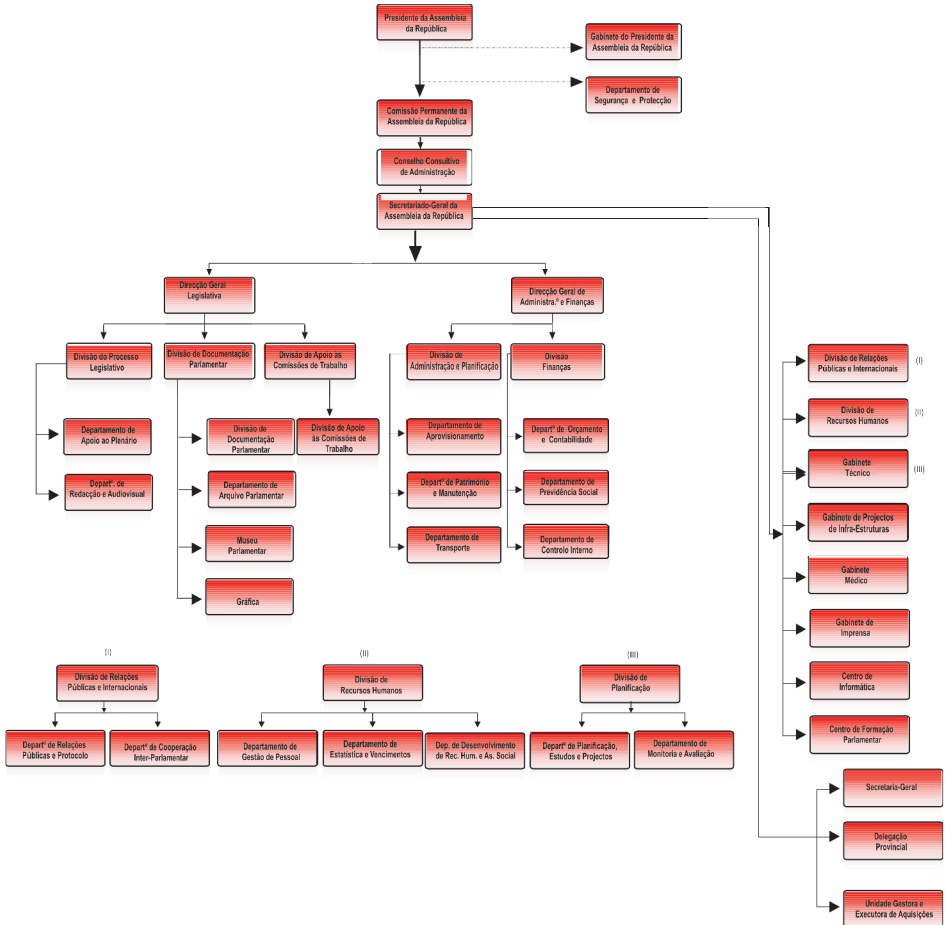 Presidente da Assembleia
da República
Gabinete do Presidente da
Assembleia da República
Departamento de
Segurança e Protecção
Comissão Permanente da
Assembleia da República
Conselho Consultivo
de Administração
Secretariado-Geral da
Assembleia da República
Direcção Geral
Legislativa
Direcção Geral de
Administra.º e Finanças
Divisão do Processo
Legislativo
Divisão de Documentação
Parlamentar
Divisão de Apoio às
Comissões de Trabalho
Divisão de
Administração e Planificação
Divisão
Finanças
Departamento de
Apoio ao Plenário
Departº. de
Redacção e Audiovisual
Divisão de
Documentação
Parlamentar
Departamento de
Arquivo Parlamentar
Museu
Parlamentar
Gráfica
Divisão de Apoio
às Comissões de
Trabalho
Departamento de
Aprovisionamento
Departº de Património
e Manutenção
Departamento de
Transporte
Departº de Orçamento
e Contabilidade
Departamento de
Previdência Social
Departamento de
Controlo Interno
Divisão de Relações
Públicas e Internacionais
(I)
Divisão de
Recursos Humanos
(II)
Gabinete
Técnico
(III)
Gabinete de Projectos
de Infra-Estruturas
Gabinete
Médico
Gabinete de
Imprensa
Centro de
Informática
Centro de Formação
Parlamentar
Secretaria-Geral
Delegação
Provincial
Unidade Gestora e
Executora de Aquisições
(I)
Divisão de Relações
Públicas e Internacionais
Departº de Relações
Públicas e Protocolo
Departº de Cooperação
Inter-Parlamentar
(II)
Divisão de
Recursos Humanos
Departamento de
Gestão de Pessoal
Departamento de
Estatística e Vencimentos
Dep. de Desenvolvimento
de Rec. Hum. e As. Social
(III)
Divisão de
Planificação
Departº de Planificação,
Estudos e Projectos
Departamento de
Monitoria e Avaliação